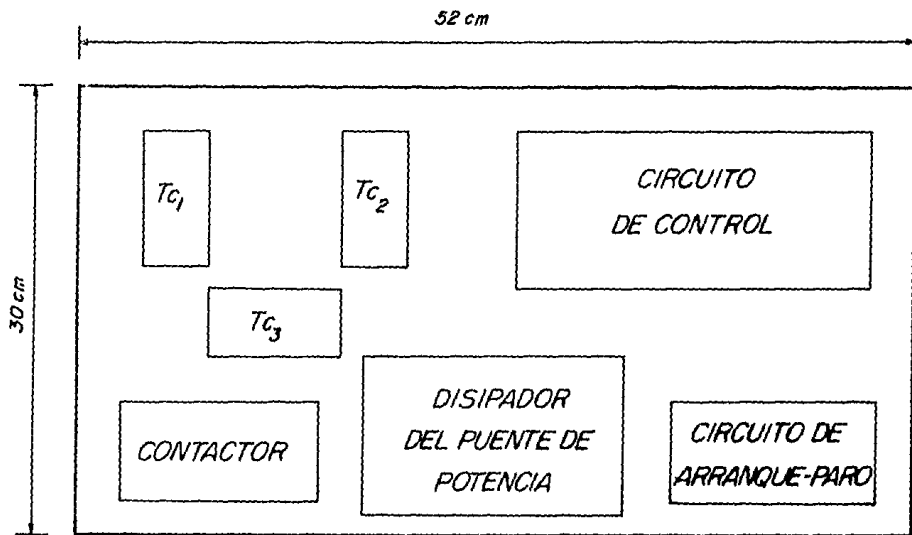 52 cm
30 cm
Tc1
Tc2
CIRCUITO
DE CONTROL
Tc3
CONTACTOR
DISIPADOR
DEL PUENTE DE
POTENCIA
CIRCUITO DE
ARRANQUE-PARO